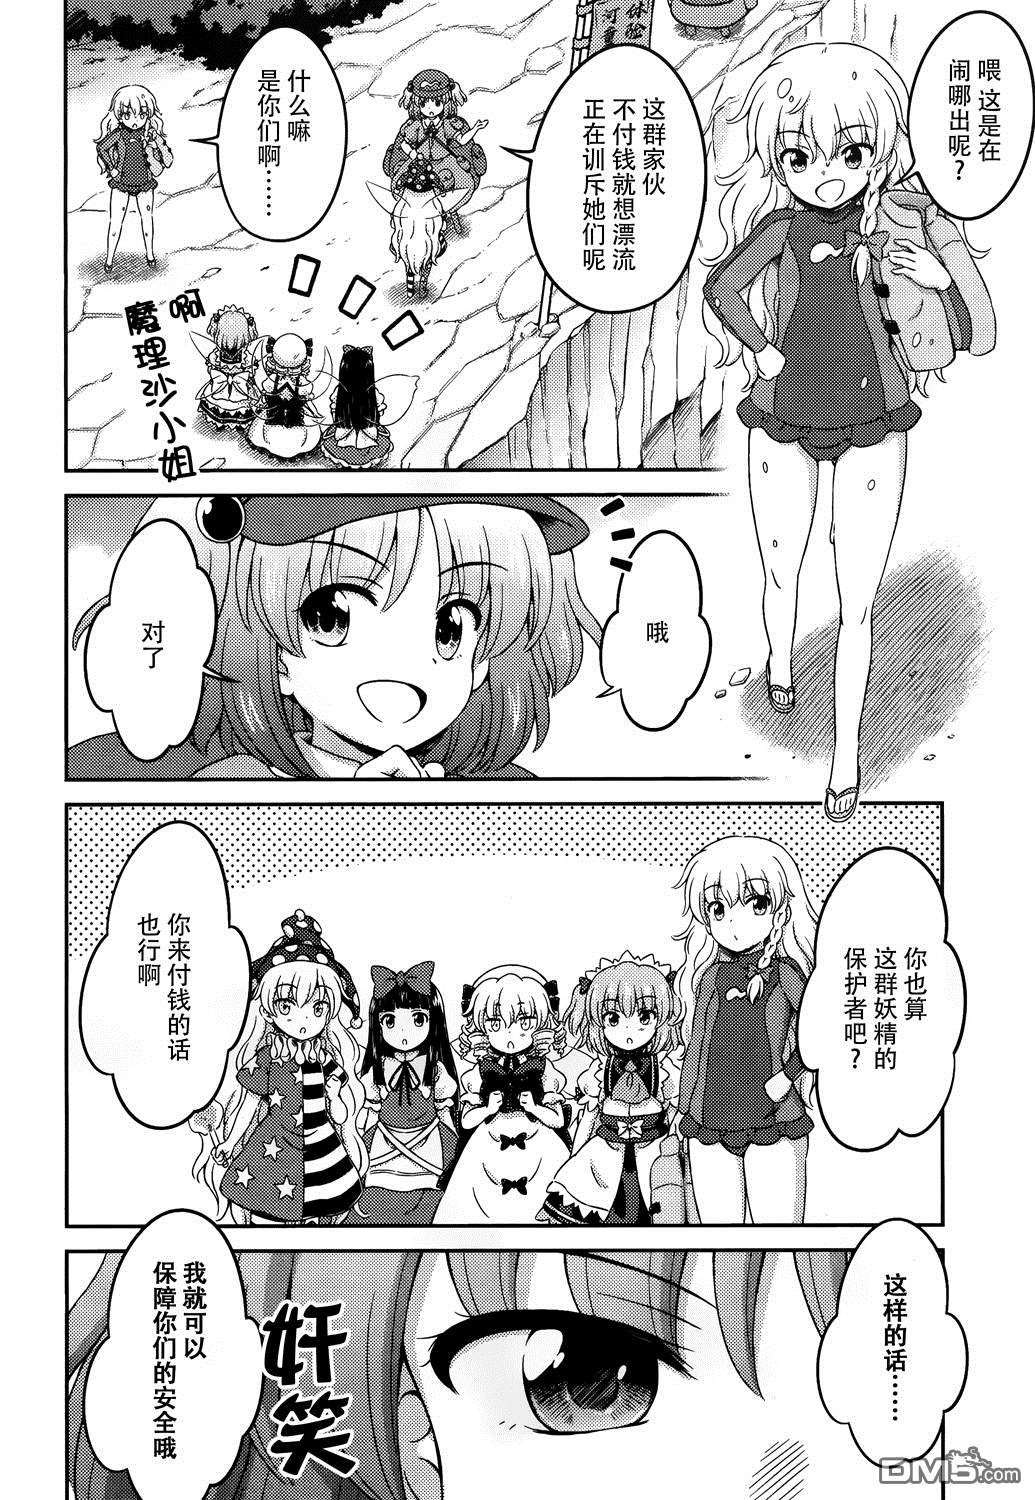 喂 这是在
闹哪出呢?
这群家伙
不付钱就想漂流
正在训斥她们呢
体验
可
什么嘛
是你们啊
……
啊
魔理沙小姐
哦
对了
你也算
这群妖精的
保护者吧?
你来付钱的话
也行啊
这样的话……
我就可以
保障你们的安全哦
奸笑
DM5.com